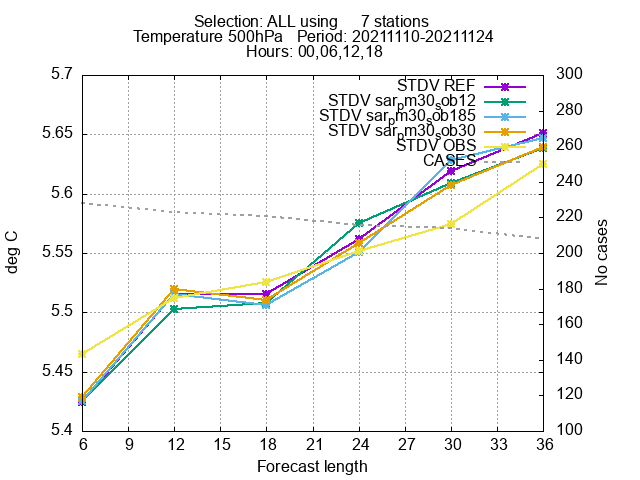 Selection: ALL using 7 stations
Temperature 500hPa Period: 20211110-20211124
Hours: 00,06,12,18
5.7
5.65
5.6
5.55
5.5
5.45
5.4
deg C
300
280
260
240
220
200
180
160
140
120
100
No cases
STDV REF
STDV sarpm30sob12
STDV sarpm30sob185
STDV sarpm30sob30
STDV OBS
CASES
6 9 12 15 18 21 24 27 30 33 36
Forecast length